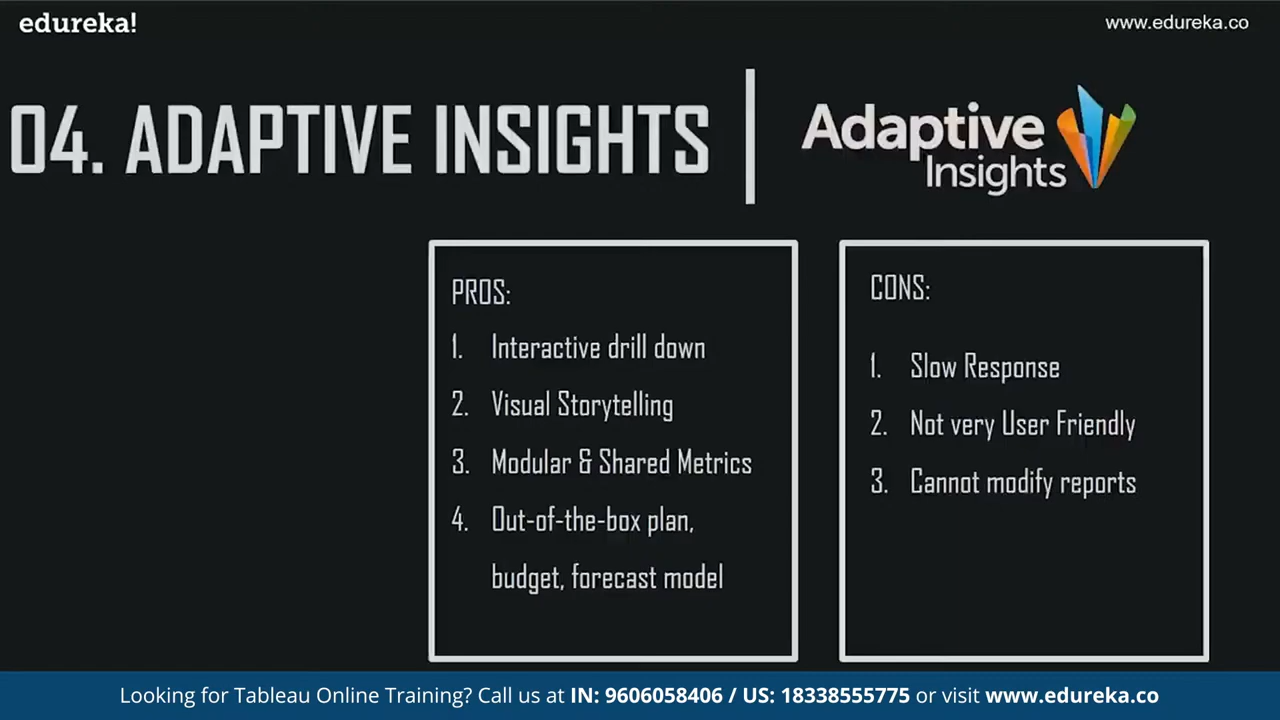 edureka!
www.edureka.co
04. ADAPTIVE INSIGHTS
Adaptive
Insights
PROS:
1. Interactive drill down
2. Visual Storytelling
3. Modular & Shared Metrics
4. Out-of-the-box plan,
budget, forecast model
CONS:
1. Slow Response
2. Not very User Friendly
3. Cannot modify reports
Looking for Tableau Online Training? Call us at IN: 9606058406 / US: 18338555775 or visit www.edureka.co